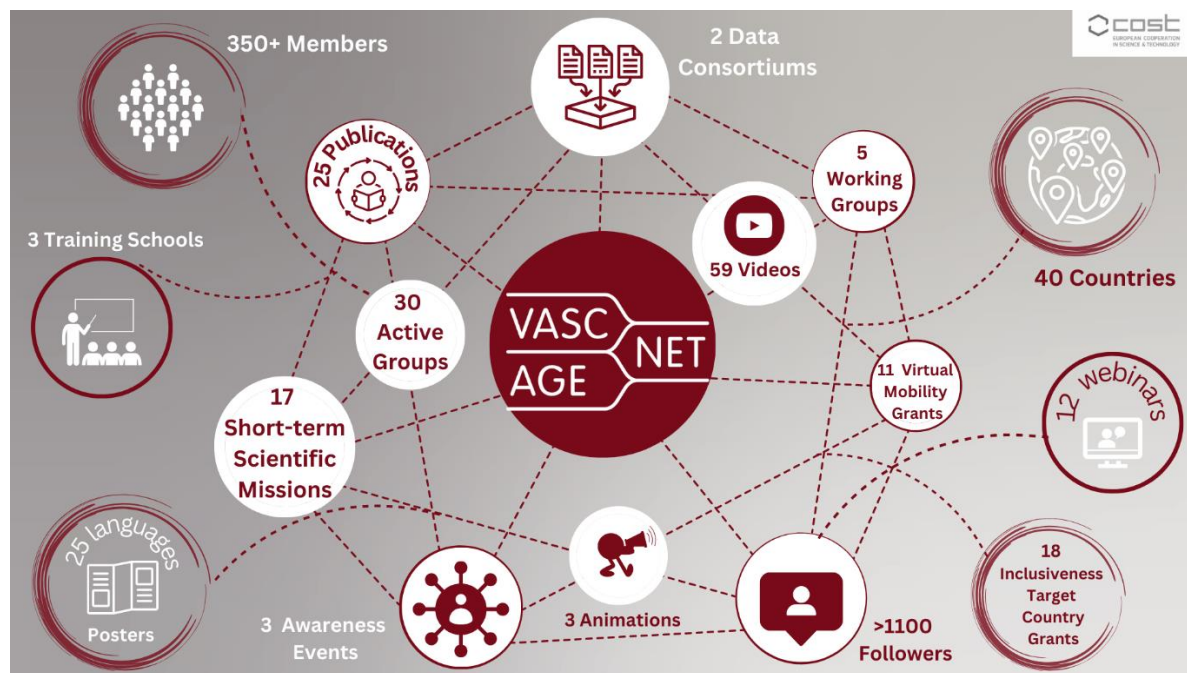 350+ Members
2 Data
Consortiums
cost
EUROPEAN COOPERATION
IN SCIENCE & TECHNOLOGY
25 Publications
5
Working
Groups
3 Training Schools
59 Videos
40 Countries
30
Active
Groups
VASC
AGE
NET
11 Virtual
Mobility
Grants
12 webinars
17
Short-term
Scientific
Missions
25 languages
Posters
3 Awareness
Events
3 Animations
>1100
Followers
18
Inclusiveness
Target
Country
Grants